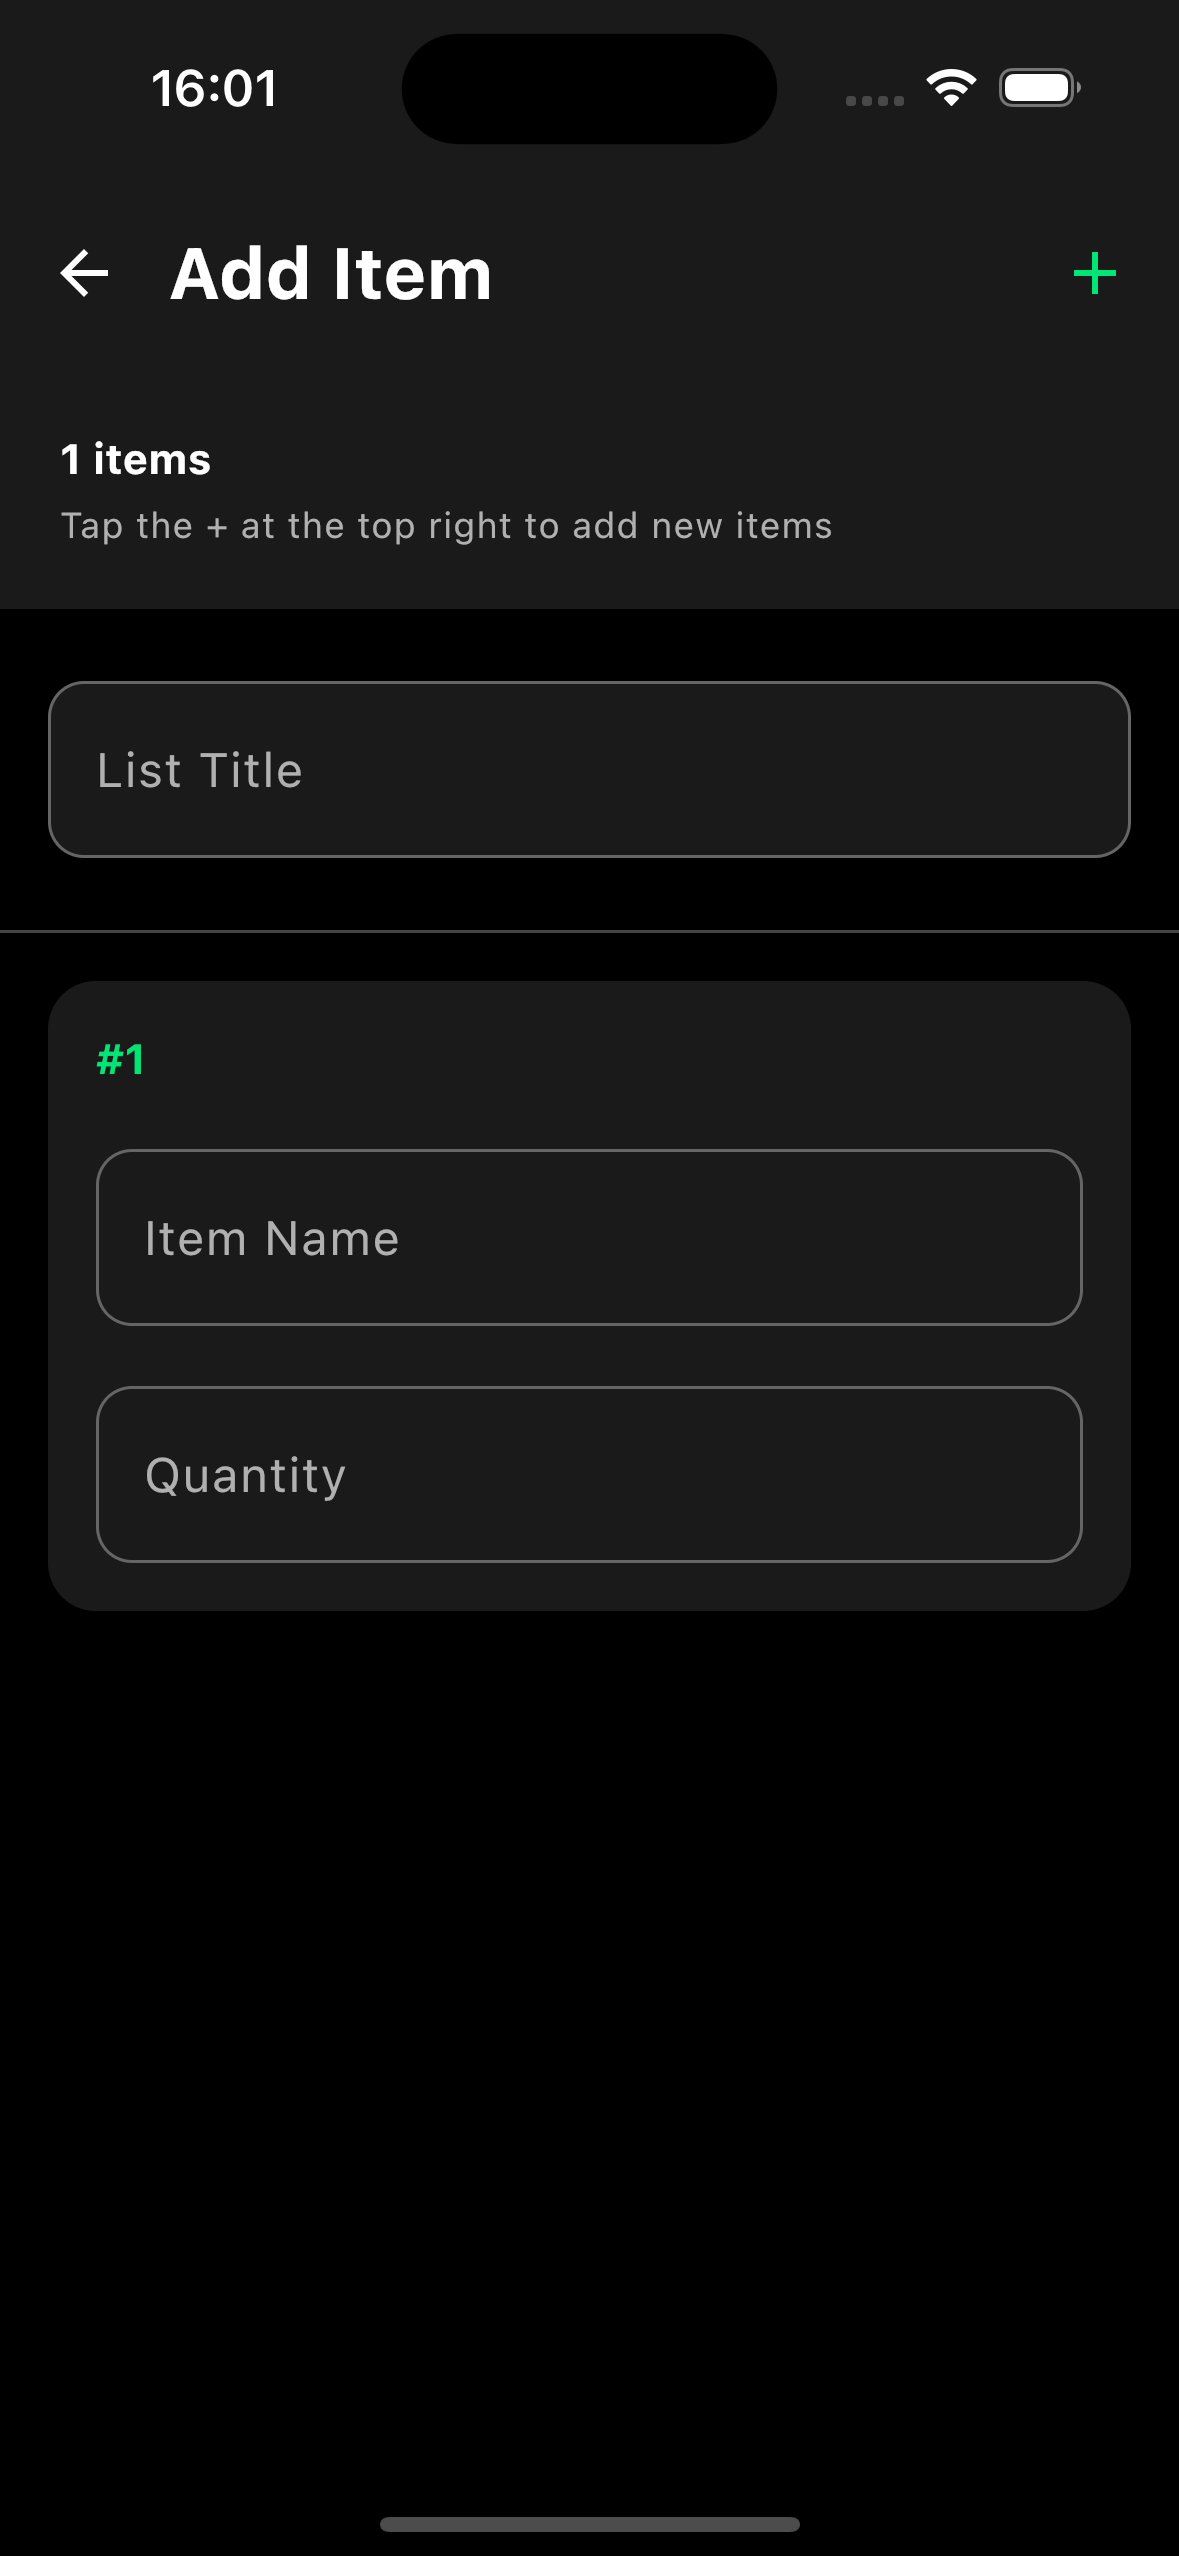 16:01
Add Item
1 items
Tap the + at the top right to add new items
List Title
#1
Item Name
Quantity